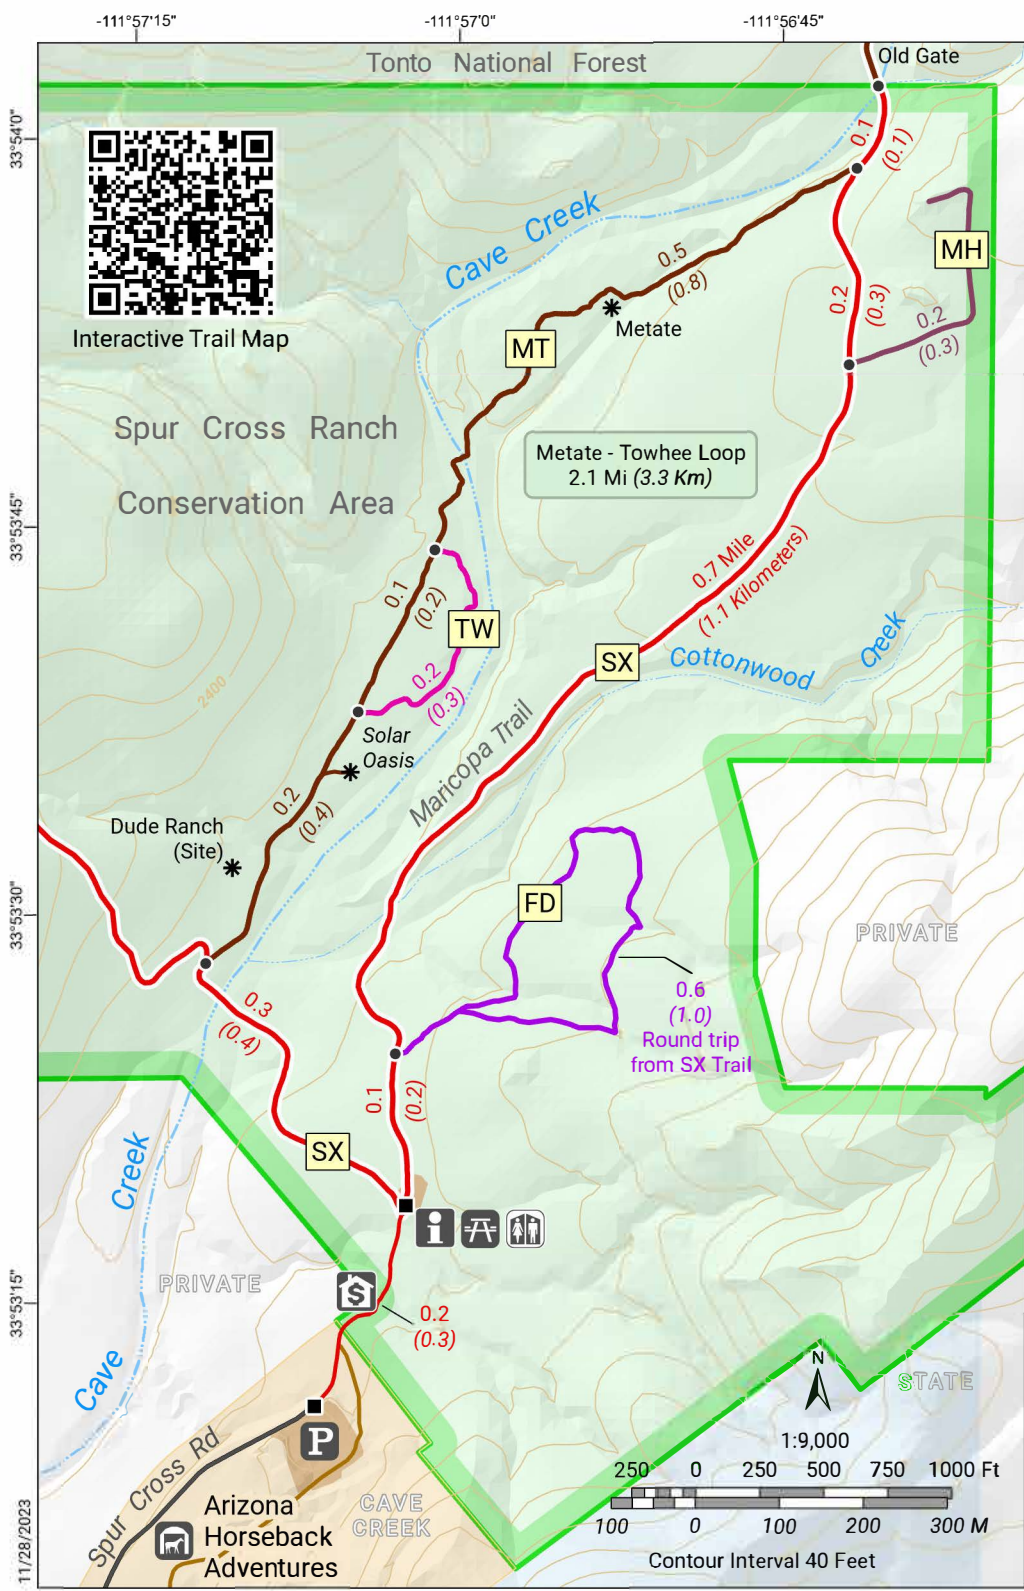 -111°57'15"
-111°57'0"
-111°56'45"
Tonto National Forest
Old Gate
33°54'0"
0.1
(0.1)
Cave Creek
MH
0.5
(0.8)
0.2
(0.3)
0.2
(0.3)
Interactive Trail Map
Metate
MT
Spur Cross Ranch
Conservation Area
Metate - Towhee Loop
2.1 Mi (3.3 Km)
33°53'45"
0.7 Mile
(1.1 Kilometers)
0.1
(0.2)
TW
0.2
(0.3)
SX
Cottonwood Creek
2400
Solar
Oasis
Maricopa Trail
0.2
(0.4)
Dude Ranch
(Site)
FD
33°53'30"
PRIVATE
0.6
(1.0)
Round trip
from SX Trail
0.3
(0.4)
0.1
(0.2)
SX
Cave Creek
PRIVATE
33°53'15"
$
0.2
(0.3)
N
STATE
P
Spur Cross Rd
1:9,000
250 0 250 500 750 1000 Ft
100 0 100 200 300 M
Contour Interval 40 Feet
CAVE
CREEK
Arizona
Horseback
Adventures
11/28/2023